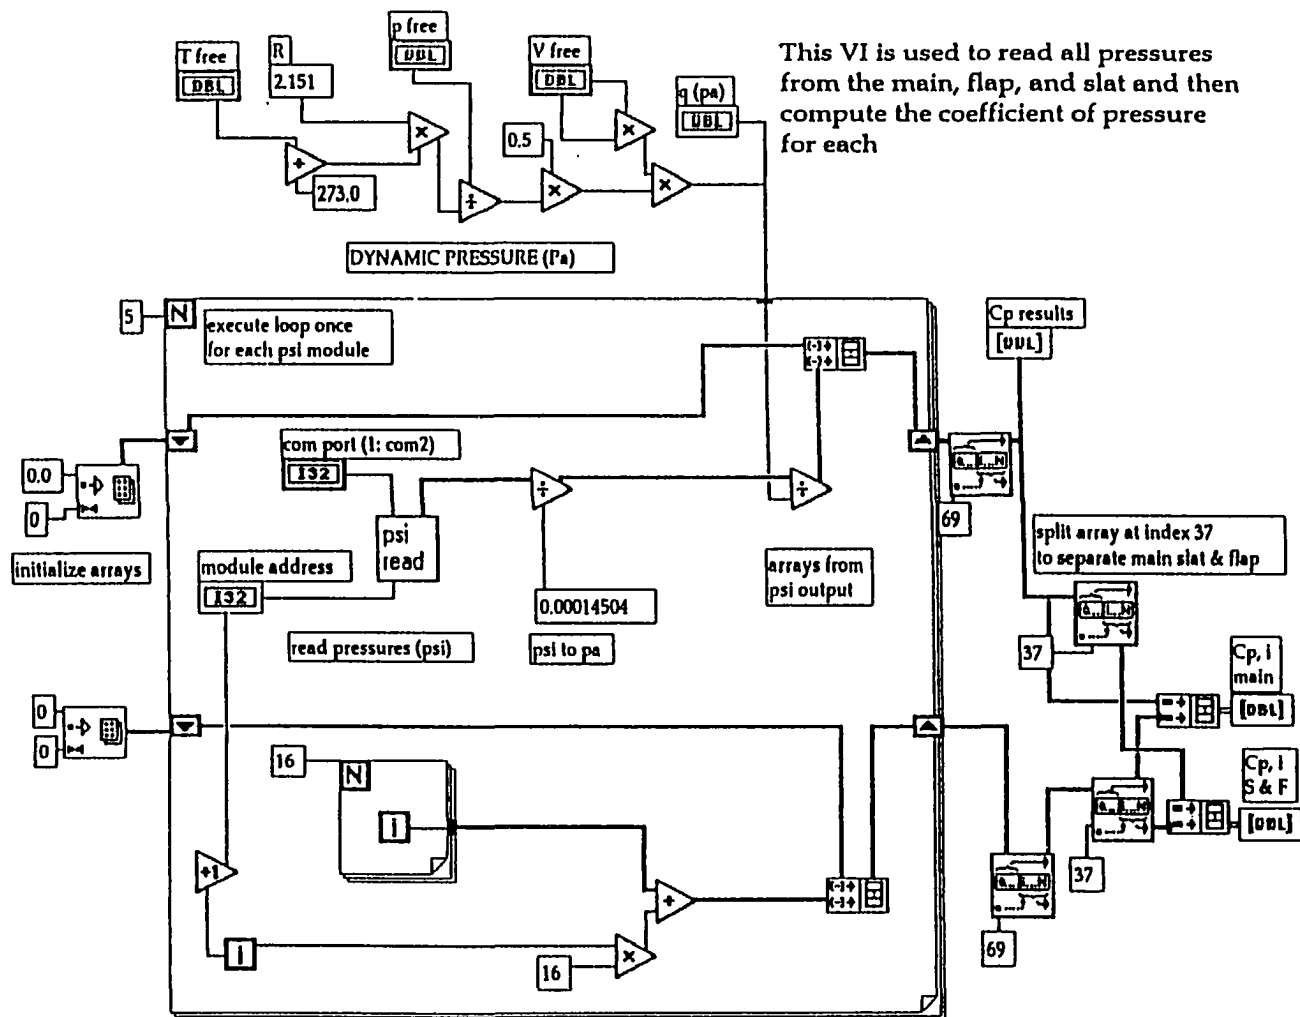 This VI is used to read all pressures
from the main, flap, and slat and then
compute the coefficient of pressure
for each
T free
DBL
R
2.151
p free
DBL
V free
DBL
q (pa)
DBL
×
+
273.0
÷
0.5
×
×
×
DYNAMIC PRESSURE (Pa)
5
N
execute loop once
for each psi module
Cp results
[DBL]
com port (1: com2)
I32
0.0
0
initialize arrays
÷
÷
psi
read
69
split array at index 37
to separate main slat & flap
module address
I32
0.00014504
arrays from
psi output
read pressures (psi)
psi to pa
37
Cp, i
main
[DBL]
0
0
16
N
i
Cp, i
S & F
[DBL]
37
+1
+
i
16
×
69